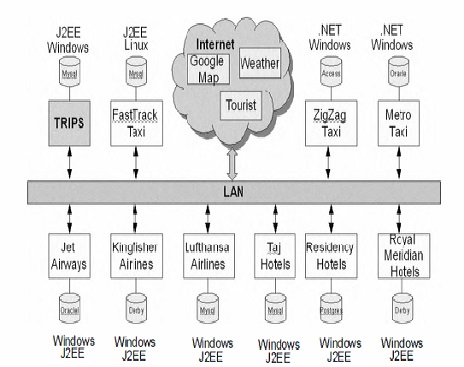 J2EE
Windows
J2EE
Linux
.NET
Windows
.NET
Windows
Mysql
Mysql
Internet
Google
Map
Weather
Tourist
Access
Oracle
TRIPS
FastTrack
Taxi
ZigZag
Taxi
Metro
Taxi
LAN
Jet
Airways
Kingfisher
Airlines
Lufthansa
Airlines
Taj
Hotels
Residency
Hotels
Royal
Meridian
Hotels
Oracle
Derby
Mysql
Mysql
Postgres
Derby
Windows
J2EE
Windows
J2EE
Windows
J2EE
Windows
J2EE
Windows
J2EE
Windows
J2EE